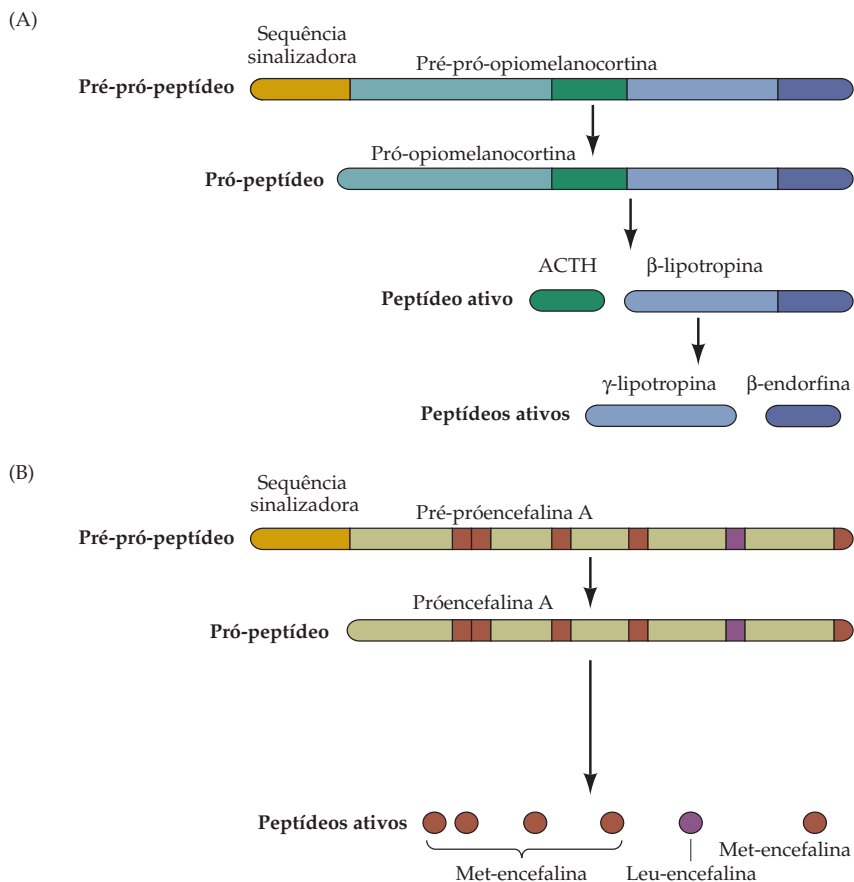 (A)
Sequência
sinalizadora
Pré-pró-opiomelanocortina
Pré-pró-peptídeo
Pró-opiomelanocortina
Pró-peptídeo
ACTH
β-lipotropina
Peptídeo ativo
γ-lipotropina
β-endorfina
Peptídeos ativos
(B)
Sequência
sinalizadora
Pré-próencefalina A
Pré-pró-peptídeo
Próencefalina A
Pró-peptídeo
Peptídeos ativos
Met-encefalina
Leu-encefalina
Met-encefalina